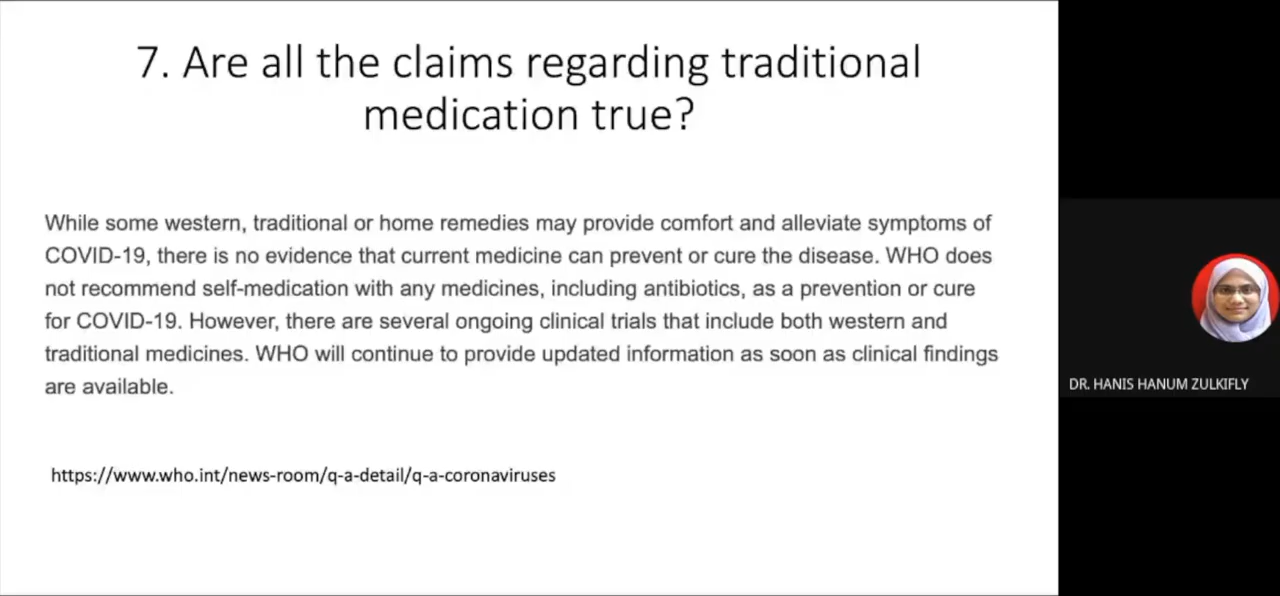 7. Are all the claims regarding traditional
medication true?
While some western, traditional or home remedies may provide comfort and alleviate symptoms of
COVID-19, there is no evidence that current medicine can prevent or cure the disease. WHO does
not recommend self-medication with any medicines, including antibiotics, as a prevention or cure
for COVID-19. However, there are several ongoing clinical trials that include both western and
traditional medicines. WHO will continue to provide updated information as soon as clinical findings
are available.
https://www.who.int/news-room/q-a-detail/q-a-coronaviruses
DR. HANIS HANUM ZULKIFLY